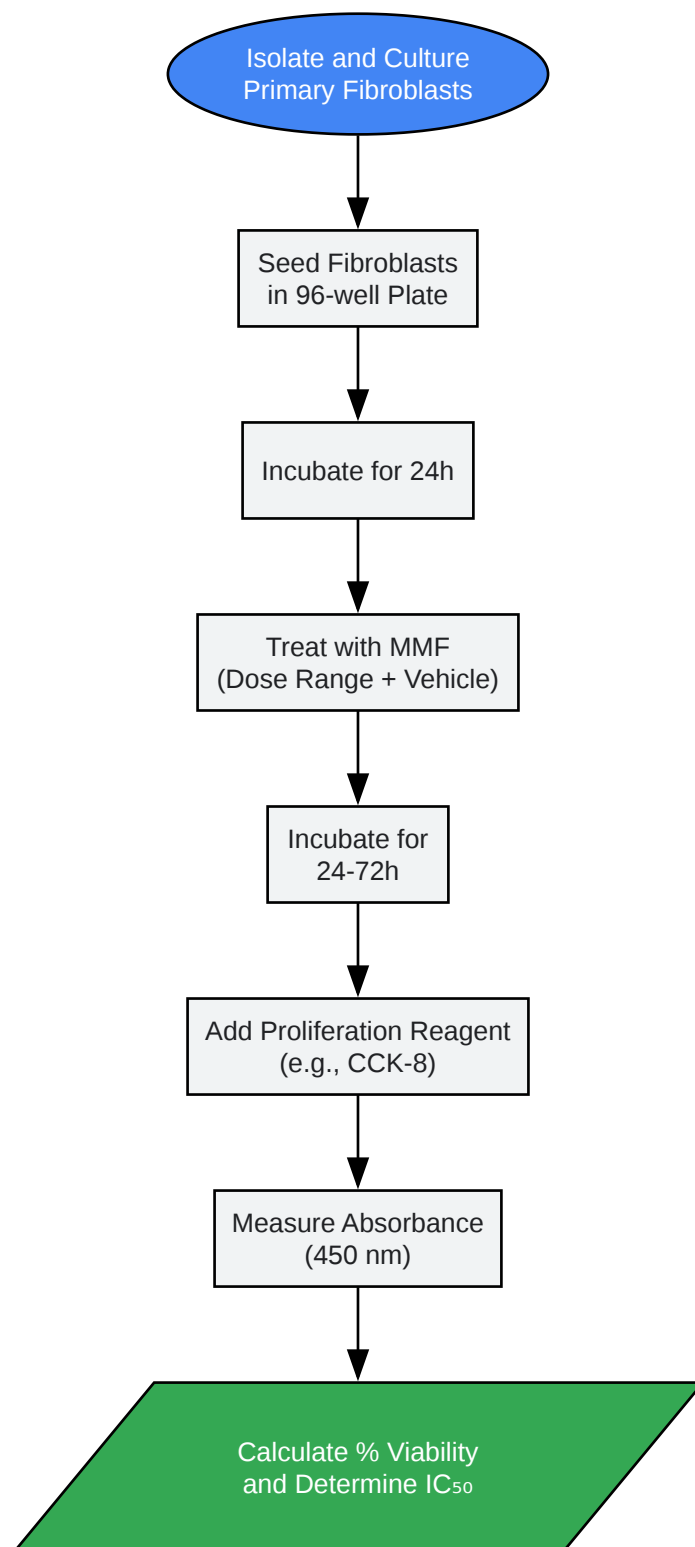 Isolate and Culture
Primary Fibroblasts
Seed Fibroblasts
in 96-well Plate
Incubate for 24h
Treat with MMF
(Dose Range + Vehicle)
Incubate for
24-72h
Add Proliferation Reagent
(e.g., CCK-8)
Measure Absorbance
(450 nm)
Calculate % Viability
and Determine IC₅₀